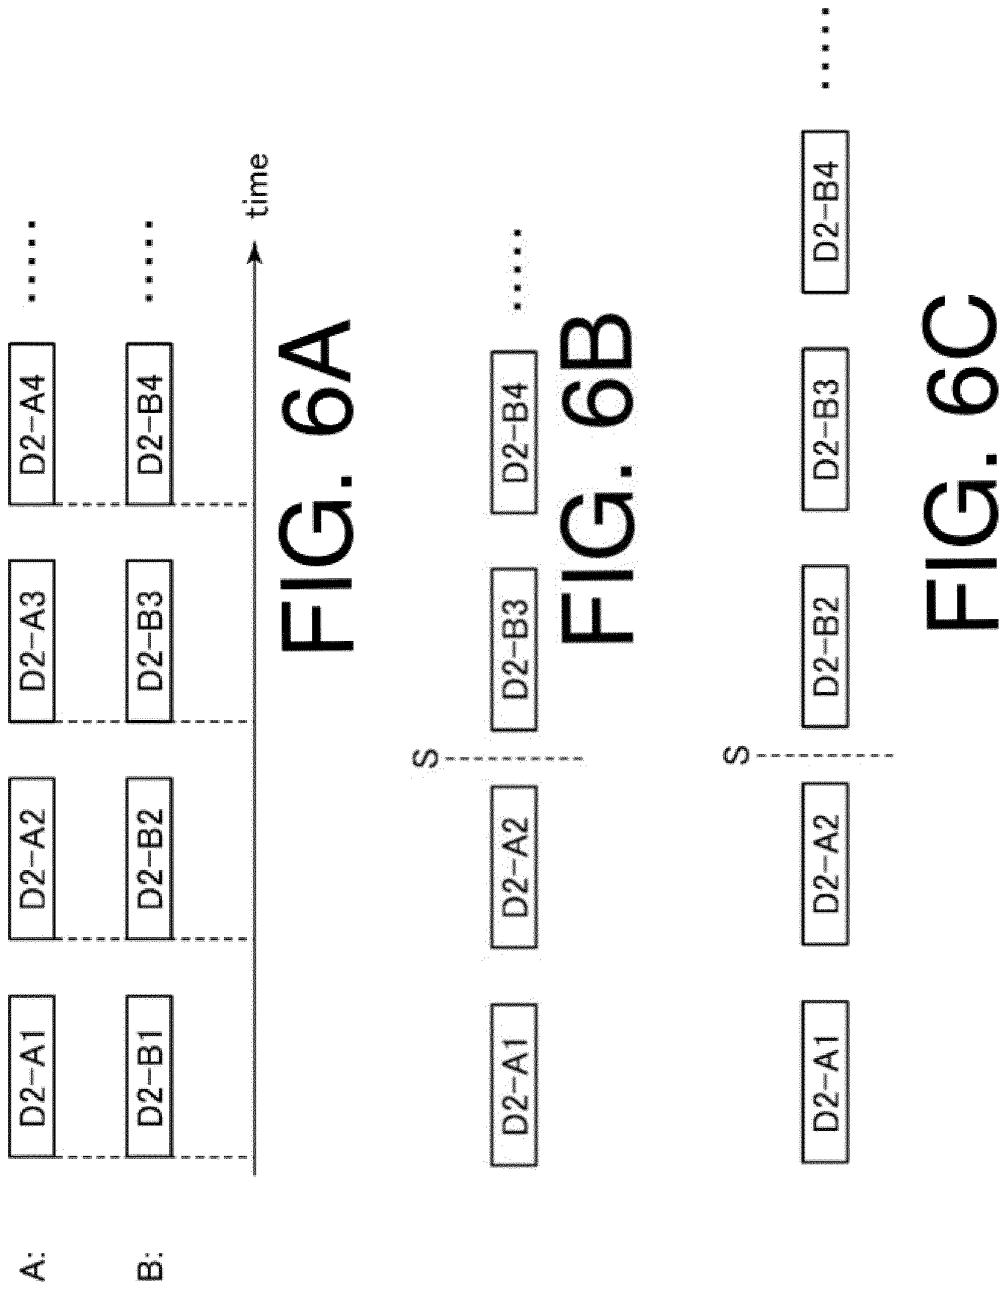 A: D2-A1 D2-A2 D2-A3 D2-A4 .....
B: D2-B1 D2-B2 D2-B3 D2-B4 .....
time
FIG. 6A
S
D2-A1 D2-A2 D2-B3 D2-B4 .....
FIG. 6B
S
D2-A1 D2-A2 D2-B2 D2-B3 D2-B4 .....
FIG. 6C